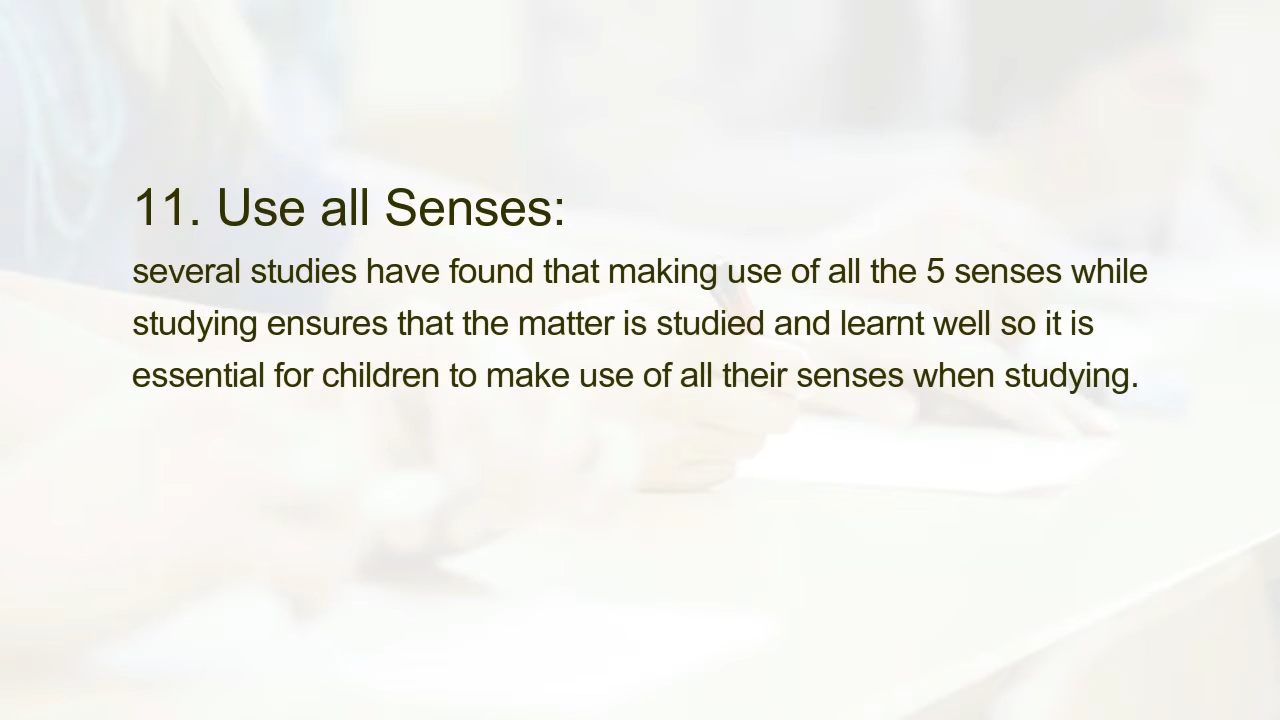 11. Use all Senses:
several studies have found that making use of all the 5 senses while
studying ensures that the matter is studied and learnt well so it is
essential for children to make use of all their senses when studying.